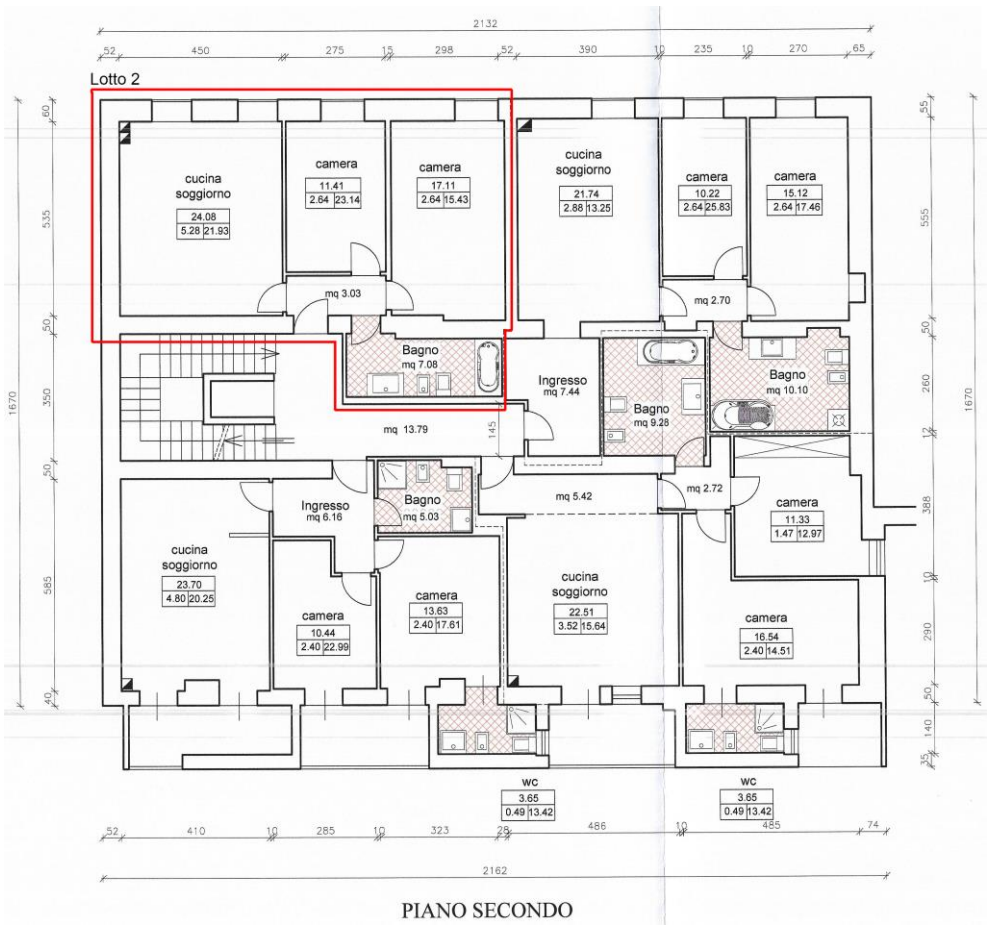 2132
52 450 275 15 298 52 390 10 235 10 270 65
Lotto 2
60
535
50
350
50
585
40
1670
55
555
50
260
12
388
10
290
50
140
35
1670
cucina
soggiorno
24.08
5.28 21.93
camera
11.41
2.64 23.14
camera
17.11
2.64 15.43
cucina
soggiorno
21.74
2.88 13.25
camera
10.22
2.64 25.83
camera
15.12
2.64 17.46
mq 3.03
mq 2.70
Bagno
mq 7.08
Ingresso
mq 7.44
Bagno
mq 9.28
Bagno
mq 10.10
mq 13.79
145
Ingresso
mq 6.16
Bagno
mq 5.03
mq 5.42
mq 2.72
camera
11.33
1.47 12.97
cucina
soggiorno
23.70
4.80 20.25
camera
10.44
2.40 22.99
camera
13.63
2.40 17.61
cucina
soggiorno
22.51
3.52 15.64
camera
16.54
2.40 14.51
wc
3.65
0.49 13.42
wc
3.65
0.49 13.42
52 410 10 285 10 323 28 486 10 485 74
2162
PIANO SECONDO